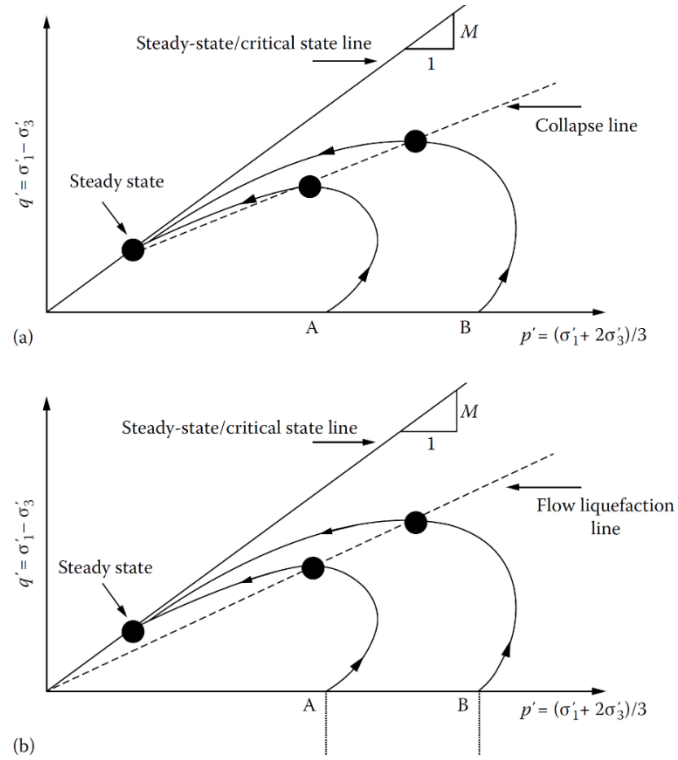 Steady-state/critical state line
M
1
Collapse line
q′ = σ′1 – σ′3
Steady state
A
B
p′ = (σ′1 + 2σ′3)/3
(a)
Steady-state/critical state line
M
1
Flow liquefaction
line
q′ = σ′1 – σ′3
Steady state
A
B
p′ = (σ′1 + 2σ′3)/3
(b)